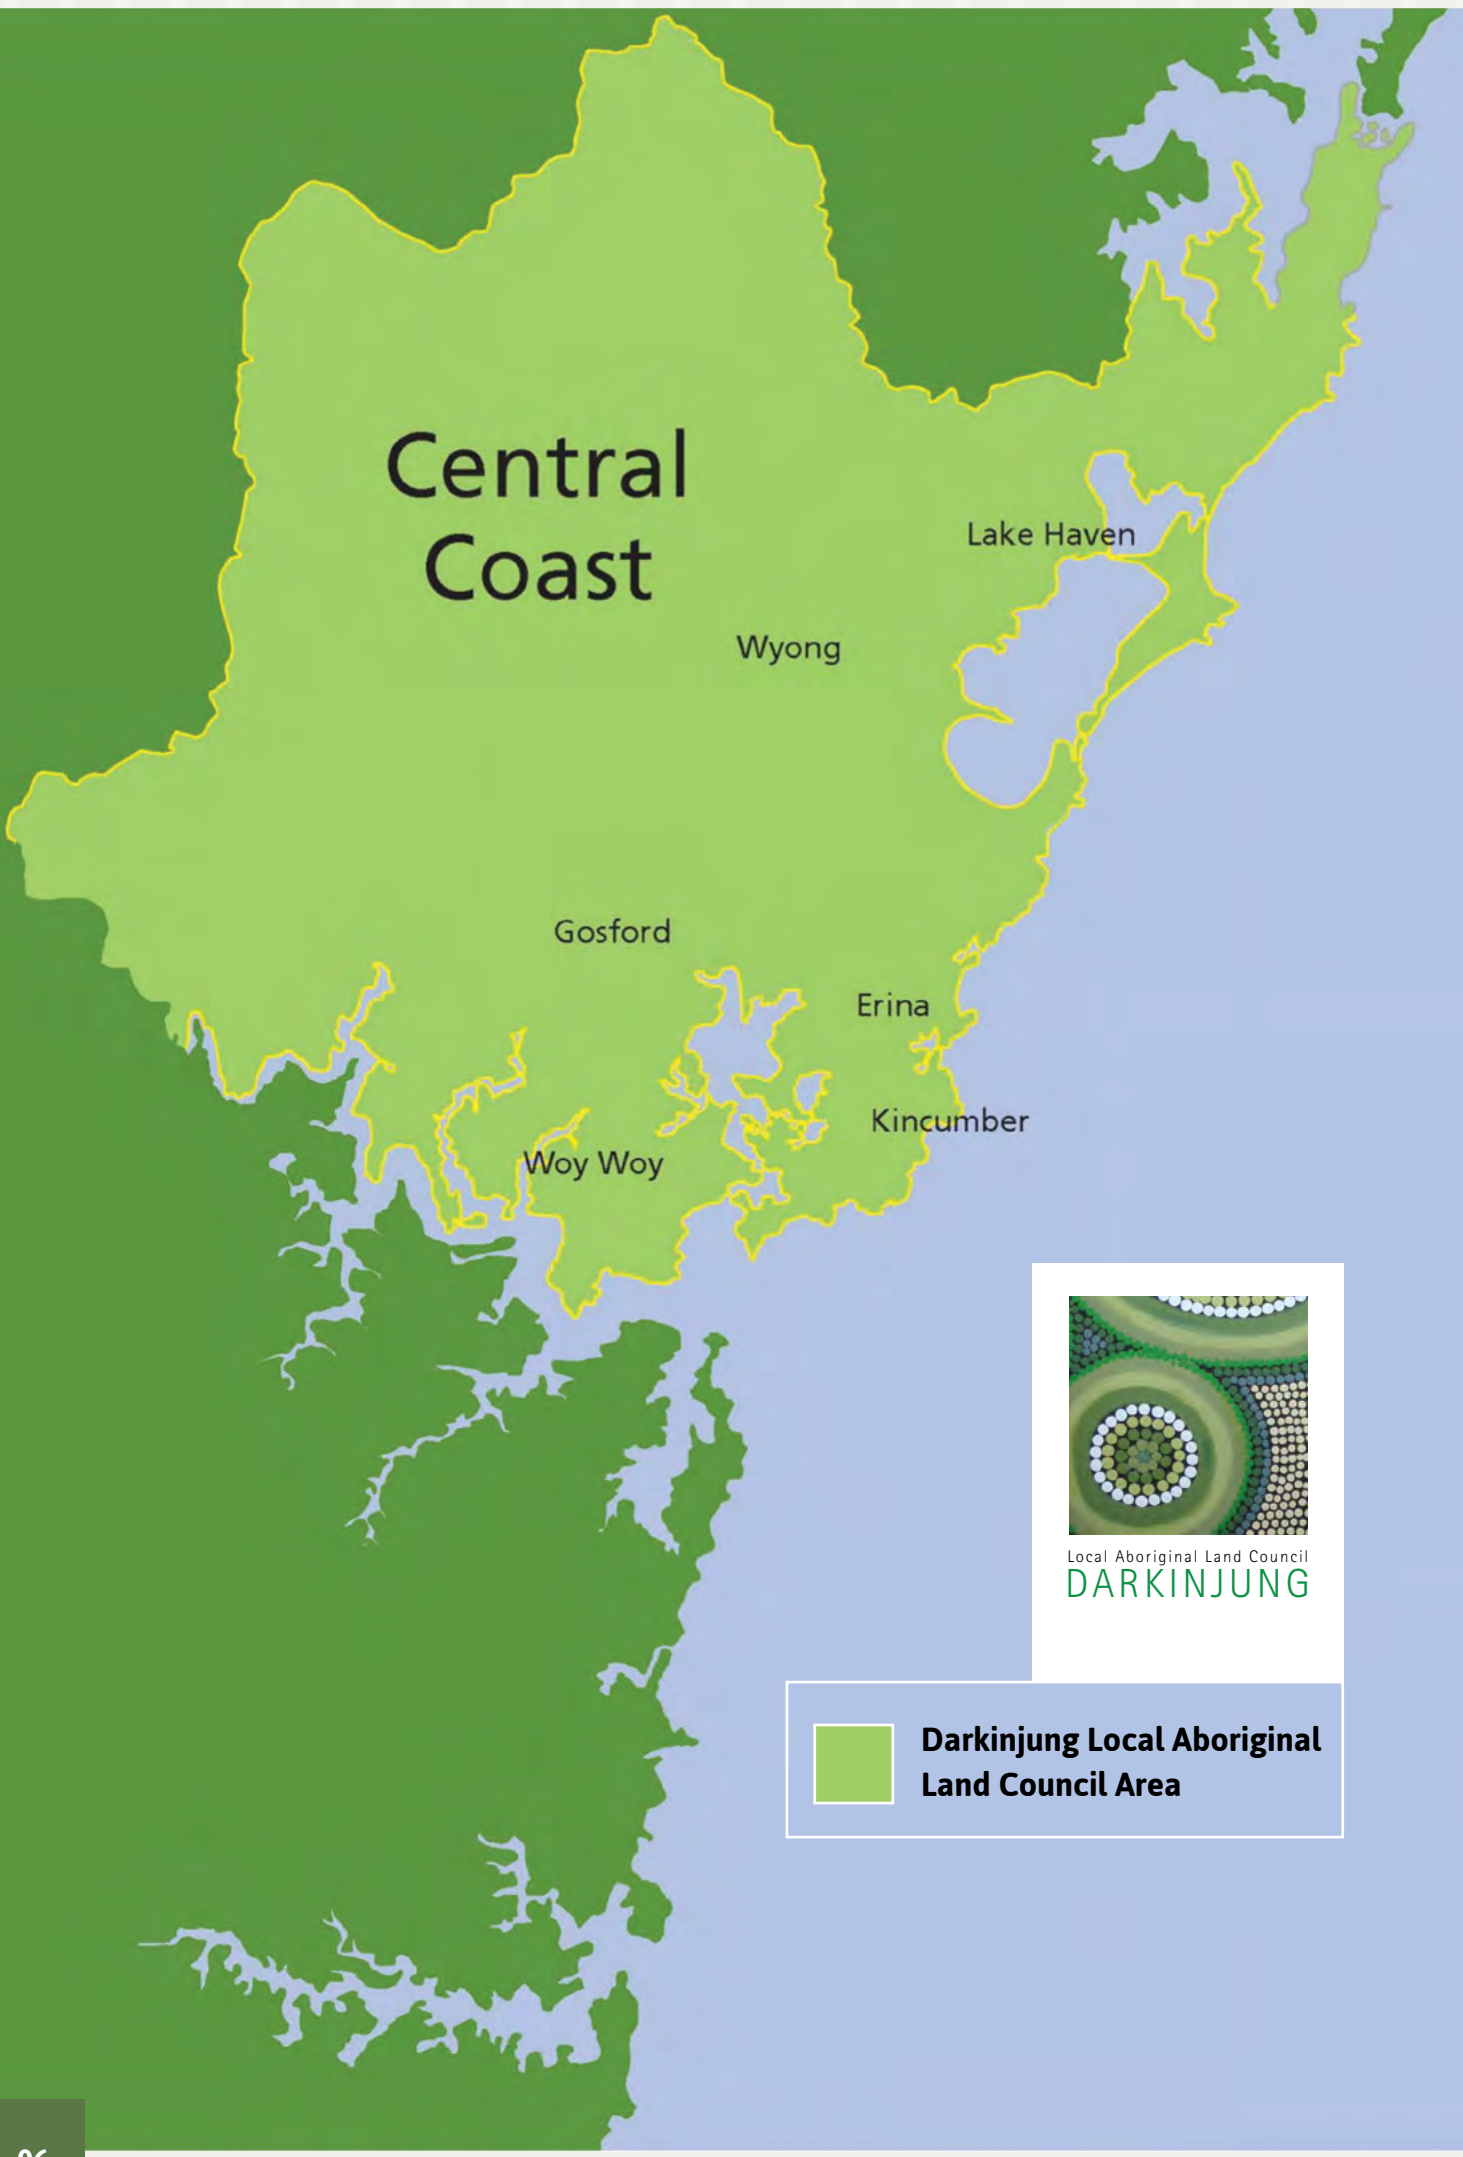 Central
Coast
Lake Haven
Wyong
Gosford
Erina
Kincumber
Woy Woy
Local Aboriginal Land Council
DARKINJUNG
Darkinjung Local Aboriginal
Land Council Area